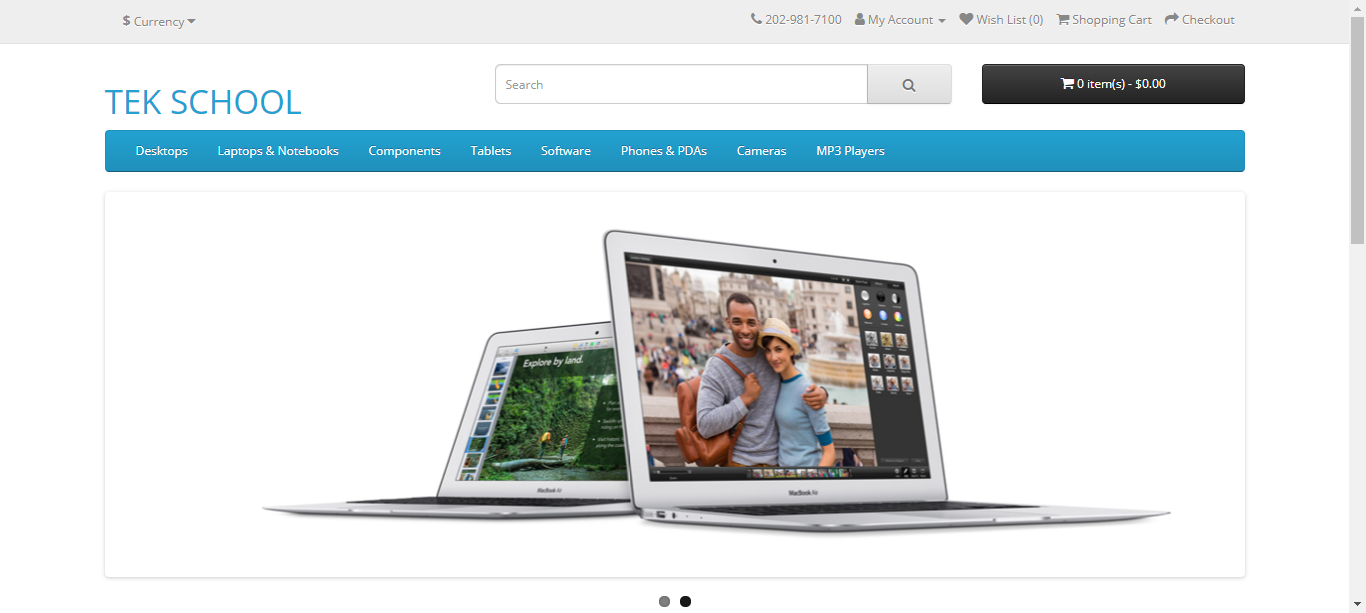 $ Currency
202-981-7100 My Account Wish List (0) Shopping Cart Checkout
Search
0 item(s) - $0.00
TEK SCHOOL
Desktops Laptops & Notebooks Components Tablets Software Phones & PDAs Cameras MP3 Players
Explore by land.
MacBook Air
MacBook Air